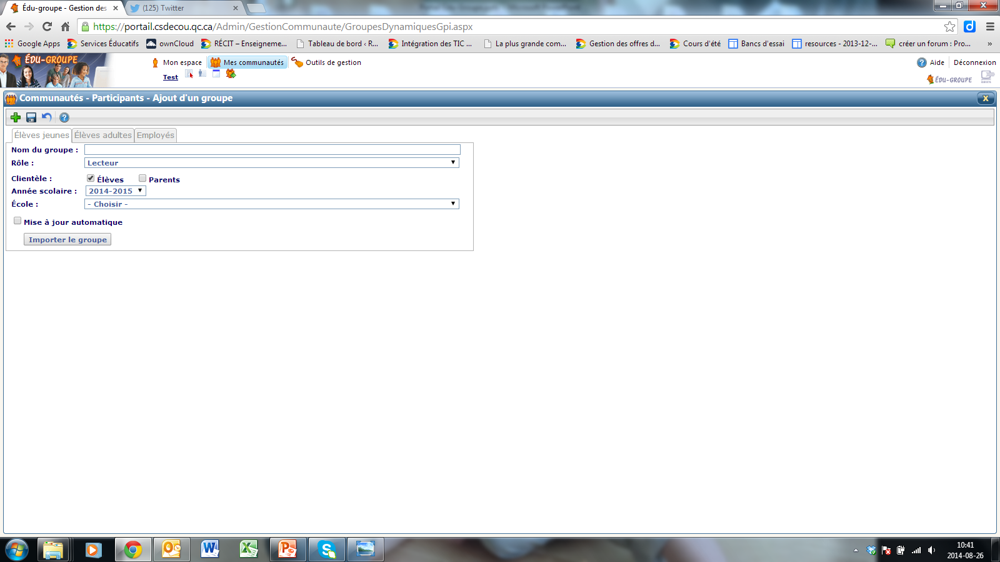 Édu-groupe - Gestion des
(125) Twitter
https://portail.csdecou.qc.ca/Admin/GestionCommunaute/GroupesDynamiquesGpi.aspx
Google Apps Services Éducatifs ownCloud RÉCIT – Enseigneme... Tableau de bord ‹ R... Intégration des TIC ... La plus grande com... Gestion des offres d... Cours d'été Bancs d'essai resources - 2013-12-... créer un forum : Pro... »
ÉDU-GROUPE Mon espace Mes communautés Outils de gestion Aide Déconnexion
Test ÉDU-GROUPE
Communautés - Participants - Ajout d'un groupe X
Élèves jeunes Élèves adultes Employés
Nom du groupe :
Rôle : Lecteur
Clientèle : Élèves Parents
Année scolaire : 2014-2015
École : - Choisir -
Mise à jour automatique
Importer le groupe
10:41
2014-08-26